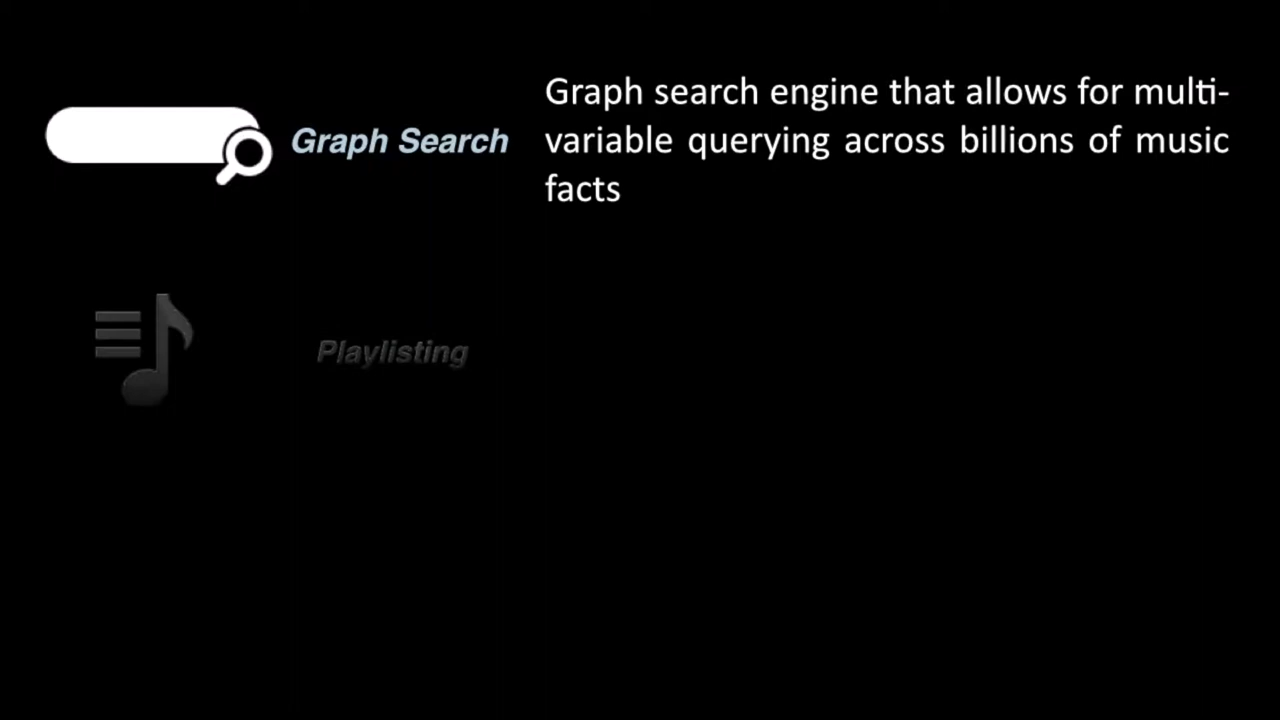 Graph Search
Graph search engine that allows for multi-
variable querying across billions of music
facts
Playlisting